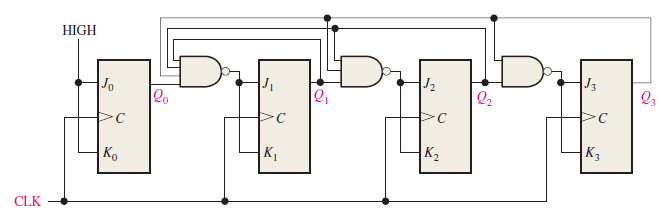 HIGH
J0 J1 J2 J3
Q0 Q1 Q2 Q3
C C C C
K0 K1 K2 K3
CLK